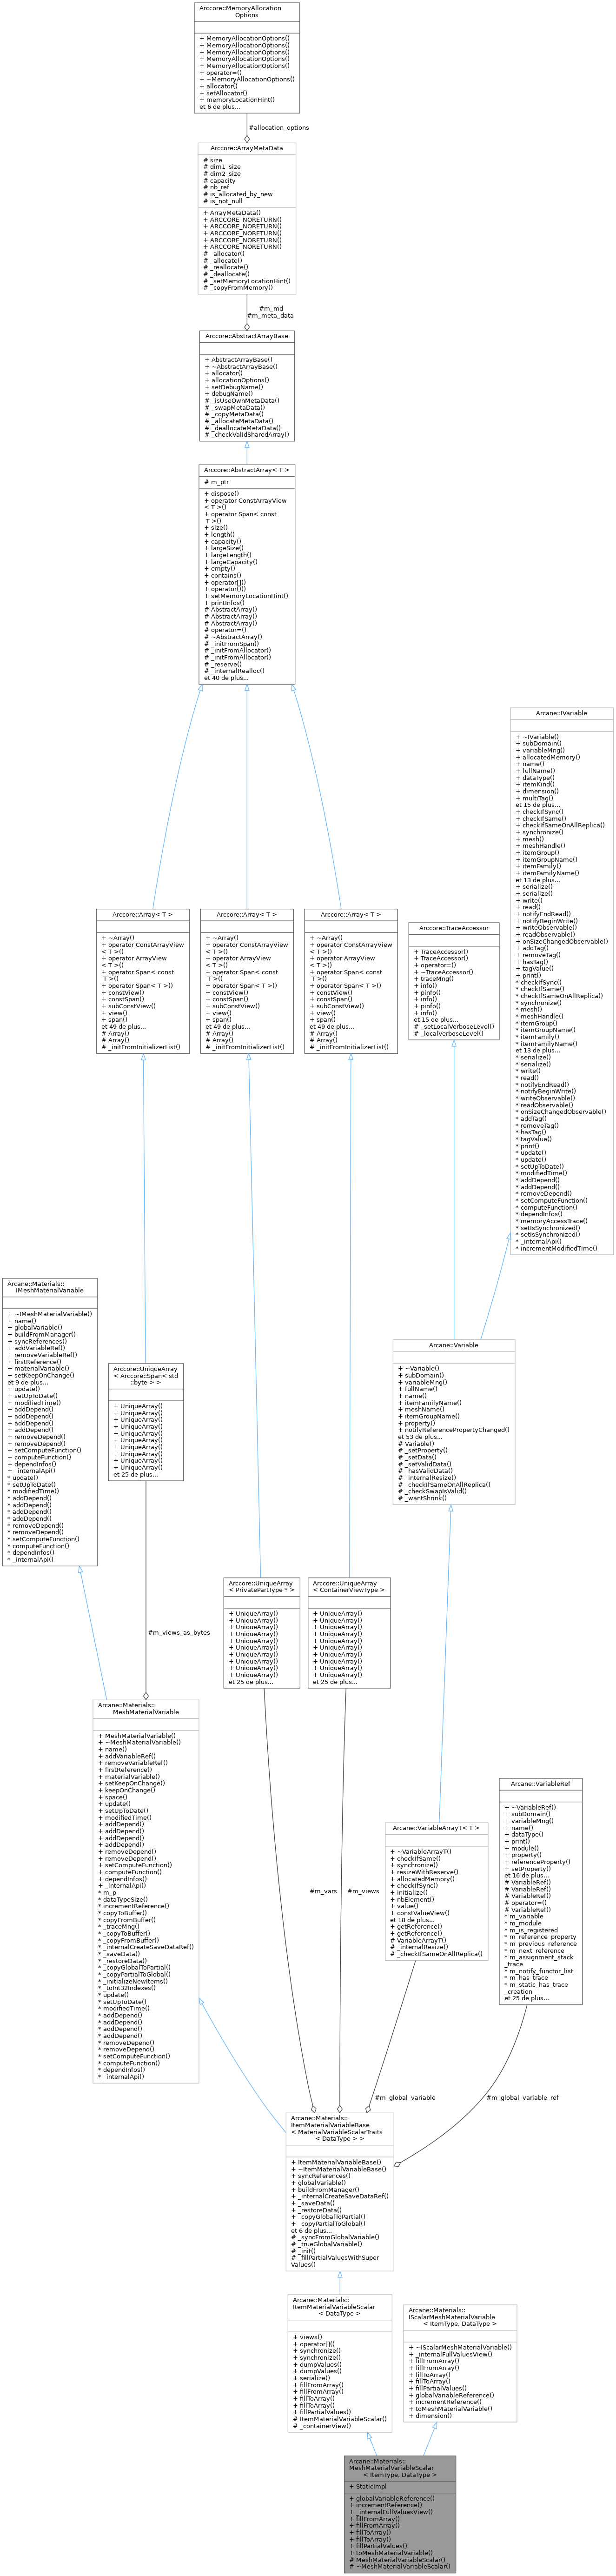 Arccore::MemoryAllocation
Options
+ MemoryAllocationOptions()
+ MemoryAllocationOptions()
+ MemoryAllocationOptions()
+ MemoryAllocationOptions()
+ MemoryAllocationOptions()
+ operator=()
+ ~MemoryAllocationOptions()
+ allocator()
+ setAllocator()
+ memoryLocationHint()
et 6 de plus...
#allocation_options
Arccore::ArrayMetaData
# size
# dim1_size
# dim2_size
# capacity
# nb_ref
# is_allocated_by_new
# is_not_null
+ ArrayMetaData()
+ ARCCORE_NORETURN()
+ ARCCORE_NORETURN()
+ ARCCORE_NORETURN()
+ ARCCORE_NORETURN()
+ ARCCORE_NORETURN()
# _allocator()
# _allocate()
# _reallocate()
# _deallocate()
# _setMemoryLocationHint()
# _copyFromMemory()
#m_md
#m_meta_data
Arccore::AbstractArrayBase
+ AbstractArrayBase()
+ ~AbstractArrayBase()
+ allocator()
+ allocationOptions()
+ setDebugName()
+ debugName()
# _isUseOwnMetaData()
# _swapMetaData()
# _copyMetaData()
# _allocateMetaData()
# _deallocateMetaData()
# _checkValidSharedArray()
Arccore::AbstractArray< T >
# m_ptr
+ dispose()
+ operator ConstArrayView
< T >()
+ operator Span< const
T >()
+ size()
+ length()
+ capacity()
+ largeSize()
+ largeLength()
+ largeCapacity()
+ empty()
+ contains()
+ operator[]()
+ operator()()
+ setMemoryLocationHint()
+ printInfos()
# AbstractArray()
# AbstractArray()
# AbstractArray()
# operator=()
# ~AbstractArray()
# _initFromSpan()
# _initFromAllocator()
# _initFromAllocator()
# _reserve()
# _internalRealloc()
et 40 de plus...
Arcane::IVariable
+ ~IVariable()
+ subDomain()
+ variableMng()
+ allocatedMemory()
+ name()
+ fullName()
+ dataType()
+ itemKind()
+ dimension()
+ multiTag()
et 15 de plus...
+ checkIfSync()
+ checkIfSame()
+ checkIfSameOnAllReplica()
+ synchronize()
+ mesh()
+ meshHandle()
+ itemGroup()
+ itemGroupName()
+ itemFamily()
+ itemFamilyName()
et 13 de plus...
+ serialize()
+ serialize()
+ write()
+ read()
+ notifyEndRead()
+ notifyBeginWrite()
+ writeObservable()
+ readObservable()
+ onSizeChangedObservable()
+ addTag()
+ removeTag()
+ hasTag()
+ tagValue()
+ print()
* checkIfSync()
* checkIfSame()
* checkIfSameOnAllReplica()
* synchronize()
* mesh()
* meshHandle()
* itemGroup()
* itemGroupName()
* itemFamily()
* itemFamilyName()
et 13 de plus...
* serialize()
* serialize()
* write()
* read()
* notifyEndRead()
* notifyBeginWrite()
* writeObservable()
* readObservable()
* onSizeChangedObservable()
* addTag()
* removeTag()
* hasTag()
* tagValue()
* print()
* update()
* update()
* setUpToDate()
* modifiedTime()
* addDepend()
* addDepend()
* removeDepend()
* setComputeFunction()
* computeFunction()
* dependInfos()
* memoryAccessTrace()
* setIsSynchronized()
* setIsSynchronized()
* _internalApi()
* incrementModifiedTime()
Arccore::Array< T >
+ ~Array()
+ operator ConstArrayView
< T >()
+ operator ArrayView
< T >()
+ operator Span< const
T >()
+ operator Span< T >()
+ constView()
+ constSpan()
+ subConstView()
+ view()
+ span()
et 49 de plus...
# Array()
# Array()
# _initFromInitializerList()
Arccore::Array< T >
+ ~Array()
+ operator ConstArrayView
< T >()
+ operator ArrayView
< T >()
+ operator Span< const
T >()
+ operator Span< T >()
+ constView()
+ constSpan()
+ subConstView()
+ view()
+ span()
et 49 de plus...
# Array()
# Array()
# _initFromInitializerList()
Arccore::Array< T >
+ ~Array()
+ operator ConstArrayView
< T >()
+ operator ArrayView
< T >()
+ operator Span< const
T >()
+ operator Span< T >()
+ constView()
+ constSpan()
+ subConstView()
+ view()
+ span()
et 49 de plus...
# Array()
# Array()
# _initFromInitializerList()
Arccore::TraceAccessor
+ TraceAccessor()
+ TraceAccessor()
+ operator=()
+ ~TraceAccessor()
+ traceMng()
+ info()
+ pinfo()
+ info()
+ pinfo()
+ info()
et 15 de plus...
# _setLocalVerboseLevel()
# _localVerboseLevel()
Arcane::Materials::
IMeshMaterialVariable
+ ~IMeshMaterialVariable()
+ name()
+ globalVariable()
+ buildFromManager()
+ syncReferences()
+ addVariableRef()
+ removeVariableRef()
+ firstReference()
+ materialVariable()
+ setKeepOnChange()
et 9 de plus...
+ update()
+ setUpToDate()
+ modifiedTime()
+ addDepend()
+ addDepend()
+ addDepend()
+ addDepend()
+ removeDepend()
+ removeDepend()
+ setComputeFunction()
+ computeFunction()
+ dependInfos()
+ _internalApi()
* update()
* setUpToDate()
* modifiedTime()
* addDepend()
* addDepend()
* addDepend()
* addDepend()
* removeDepend()
* removeDepend()
* setComputeFunction()
* computeFunction()
* dependInfos()
* _internalApi()
Arccore::UniqueArray
< Arccore::Span< std
::byte > >
+ UniqueArray()
+ UniqueArray()
+ UniqueArray()
+ UniqueArray()
+ UniqueArray()
+ UniqueArray()
+ UniqueArray()
+ UniqueArray()
+ UniqueArray()
+ UniqueArray()
et 25 de plus...
Arcane::Variable
+ ~Variable()
+ subDomain()
+ variableMng()
+ fullName()
+ name()
+ itemFamilyName()
+ meshName()
+ itemGroupName()
+ property()
+ notifyReferencePropertyChanged()
et 53 de plus...
# Variable()
# _setProperty()
# _setData()
# _setValidData()
# _hasValidData()
# _internalResize()
# _checkIfSameOnAllReplica()
# _checkSwapIsValid()
# _wantShrink()
Arccore::UniqueArray
< PrivatePartType * >
+ UniqueArray()
+ UniqueArray()
+ UniqueArray()
+ UniqueArray()
+ UniqueArray()
+ UniqueArray()
+ UniqueArray()
+ UniqueArray()
+ UniqueArray()
+ UniqueArray()
et 25 de plus...
Arccore::UniqueArray
< ContainerViewType >
+ UniqueArray()
+ UniqueArray()
+ UniqueArray()
+ UniqueArray()
+ UniqueArray()
+ UniqueArray()
+ UniqueArray()
+ UniqueArray()
+ UniqueArray()
+ UniqueArray()
et 25 de plus...
#m_views_as_bytes
Arcane::Materials::
MeshMaterialVariable
+ MeshMaterialVariable()
+ ~MeshMaterialVariable()
+ name()
+ addVariableRef()
+ removeVariableRef()
+ firstReference()
+ materialVariable()
+ setKeepOnChange()
+ keepOnChange()
+ space()
+ update()
+ setUpToDate()
+ modifiedTime()
+ addDepend()
+ addDepend()
+ addDepend()
+ addDepend()
+ removeDepend()
+ removeDepend()
+ setComputeFunction()
+ computeFunction()
+ dependInfos()
+ _internalApi()
* m_p
* dataTypeSize()
* incrementReference()
* copyToBuffer()
* copyFromBuffer()
* _traceMng()
* _copyToBuffer()
* _copyFromBuffer()
* _internalCreateSaveDataRef()
* _saveData()
* _restoreData()
* _copyGlobalToPartial()
* _copyPartialToGlobal()
* _initializeNewItems()
* _toInt32Indexes()
* update()
* setUpToDate()
* modifiedTime()
* addDepend()
* addDepend()
* addDepend()
* addDepend()
* removeDepend()
* removeDepend()
* setComputeFunction()
* computeFunction()
* dependInfos()
* _internalApi()
Arcane::VariableRef
+ ~VariableRef()
+ subDomain()
+ variableMng()
+ name()
+ dataType()
+ print()
+ module()
+ property()
+ referenceProperty()
+ setProperty()
et 16 de plus...
# VariableRef()
# VariableRef()
# VariableRef()
# operator=()
# VariableRef()
* m_variable
* m_module
* m_is_registered
* m_reference_property
* m_previous_reference
* m_next_reference
* m_assignment_stack
_trace
* m_notify_functor_list
* m_has_trace
* m_static_has_trace
_creation
et 25 de plus...
Arcane::VariableArrayT< T >
+ ~VariableArrayT()
+ checkIfSame()
+ synchronize()
+ resizeWithReserve()
+ allocatedMemory()
+ checkIfSync()
+ initialize()
+ nbElement()
+ value()
+ constValueView()
et 18 de plus...
+ getReference()
+ getReference()
# VariableArrayT()
# _internalResize()
# _checkIfSameOnAllReplica()
#m_vars
#m_views
#m_global_variable
#m_global_variable_ref
Arcane::Materials::
ItemMaterialVariableBase
< MaterialVariableScalarTraits
< DataType > >
+ ItemMaterialVariableBase()
+ ~ItemMaterialVariableBase()
+ syncReferences()
+ globalVariable()
+ buildFromManager()
+ _internalCreateSaveDataRef()
+ _saveData()
+ _restoreData()
+ _copyGlobalToPartial()
+ _copyPartialToGlobal()
et 6 de plus...
# _syncFromGlobalVariable()
# _trueGlobalVariable()
# _init()
# _fillPartialValuesWithSuper
Values()
Arcane::Materials::
ItemMaterialVariableScalar
< DataType >
+ views()
+ operator[]()
+ synchronize()
+ synchronize()
+ dumpValues()
+ dumpValues()
+ serialize()
+ fillFromArray()
+ fillFromArray()
+ fillToArray()
+ fillToArray()
+ fillPartialValues()
# ItemMaterialVariableScalar()
# _containerView()
Arcane::Materials::
IScalarMeshMaterialVariable
< ItemType, DataType >
+ ~IScalarMeshMaterialVariable()
+ _internalFullValuesView()
+ fillFromArray()
+ fillFromArray()
+ fillToArray()
+ fillToArray()
+ fillPartialValues()
+ globalVariableReference()
+ incrementReference()
+ toMeshMaterialVariable()
+ dimension()
Arcane::Materials::
MeshMaterialVariableScalar
< ItemType, DataType >
+ StaticImpl
+ globalVariableReference()
+ incrementReference()
+ _internalFullValuesView()
+ fillFromArray()
+ fillFromArray()
+ fillToArray()
+ fillToArray()
+ fillPartialValues()
+ toMeshMaterialVariable()
# MeshMaterialVariableScalar()
# ~MeshMaterialVariableScalar()